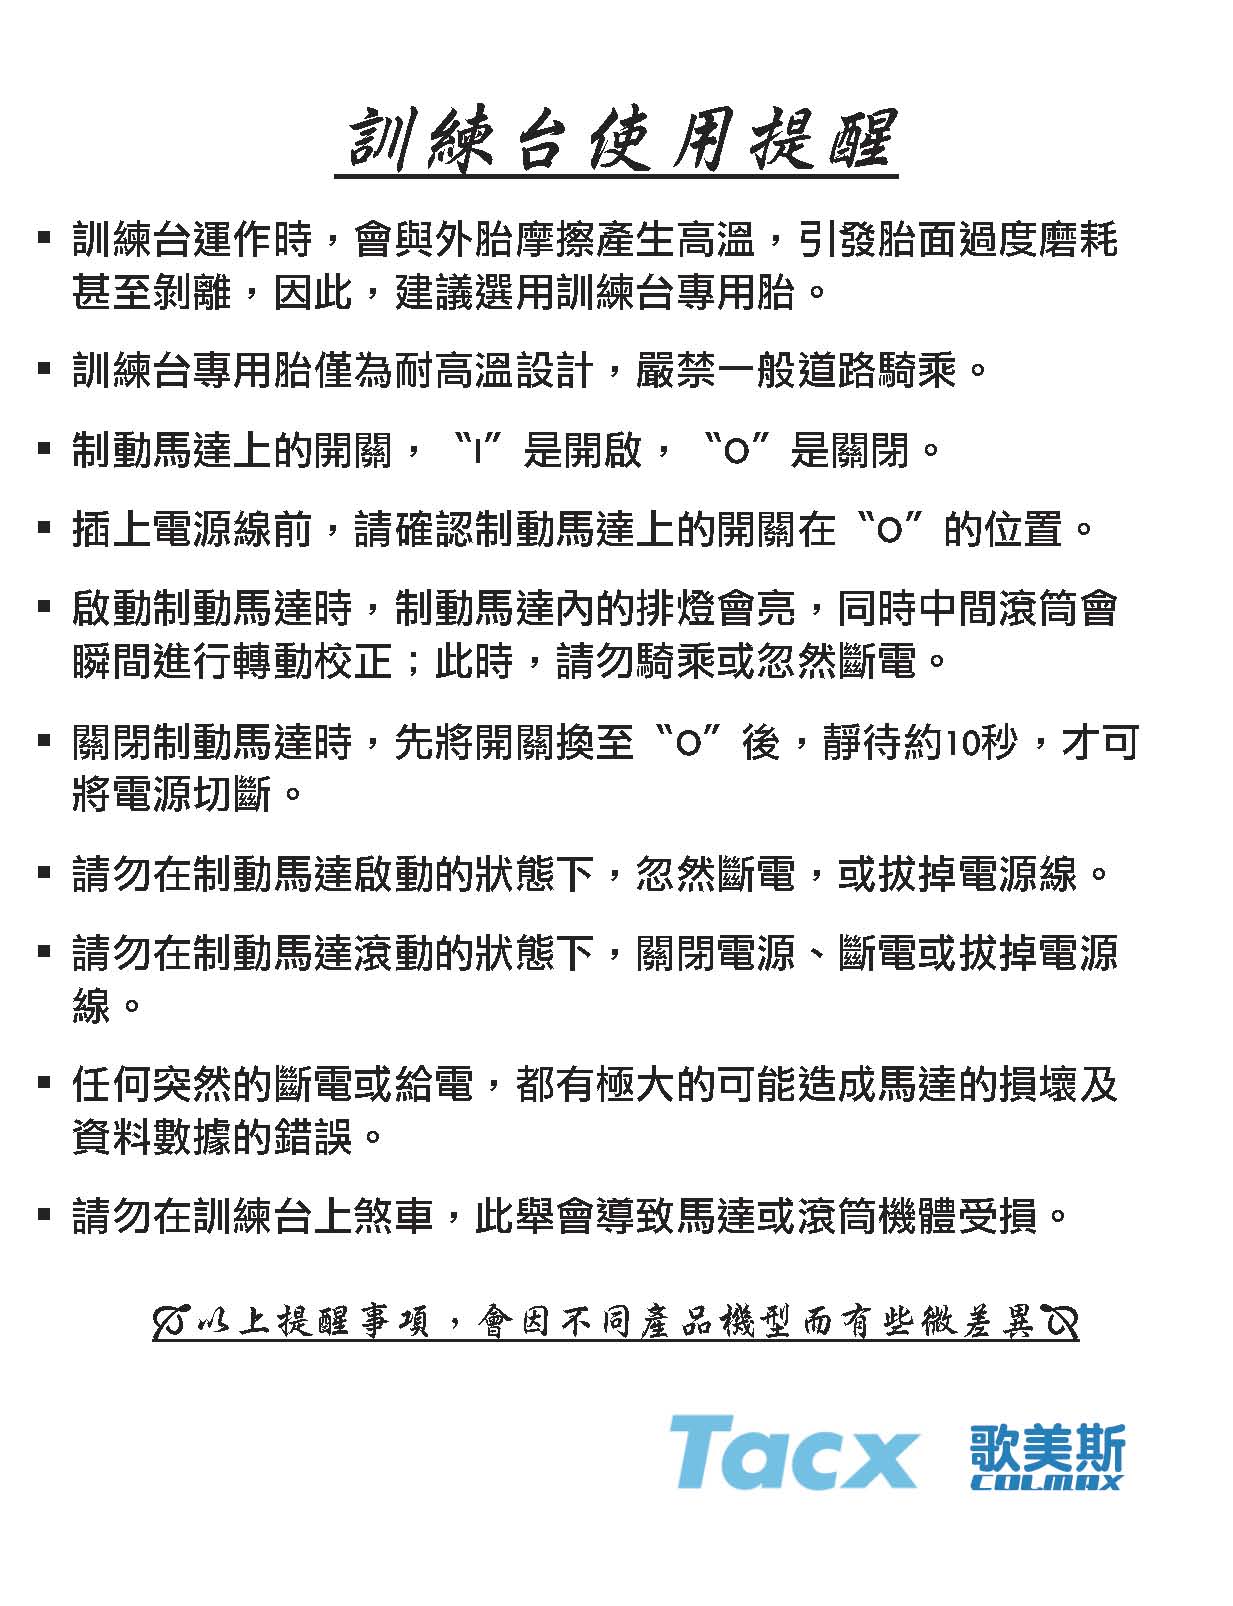 訓練台使用提醒
▪ 訓練台運作時，會與外胎摩擦產生高溫，引發胎面過度磨耗
甚至剝離，因此，建議選用訓練台專用胎。
▪ 訓練台專用胎僅為耐高溫設計，嚴禁一般道路騎乘。
▪ 制動馬達上的開關，〝I〞是開啟，〝O〞是關閉。
▪ 插上電源線前，請確認制動馬達上的開關在〝O〞的位置。
▪ 啟動制動馬達時，制動馬達內的排燈會亮，同時中間滾筒會
瞬間進行轉動校正；此時，請勿騎乘或忽然斷電。
▪ 關閉制動馬達時，先將開關換至〝O〞後，靜待約10秒，才可
將電源切斷。
▪ 請勿在制動馬達啟動的狀態下，忽然斷電，或拔掉電源線。
▪ 請勿在制動馬達滾動的狀態下，關閉電源、斷電或拔掉電源
線。
▪ 任何突然的斷電或給電，都有極大的可能造成馬達的損壞及
資料數據的錯誤。
▪ 請勿在訓練台上煞車，此舉會導致馬達或滾筒機體受損。
以上提醒事項，會因不同產品機型而有些微差異
Tacx 歌美斯
COLMAX